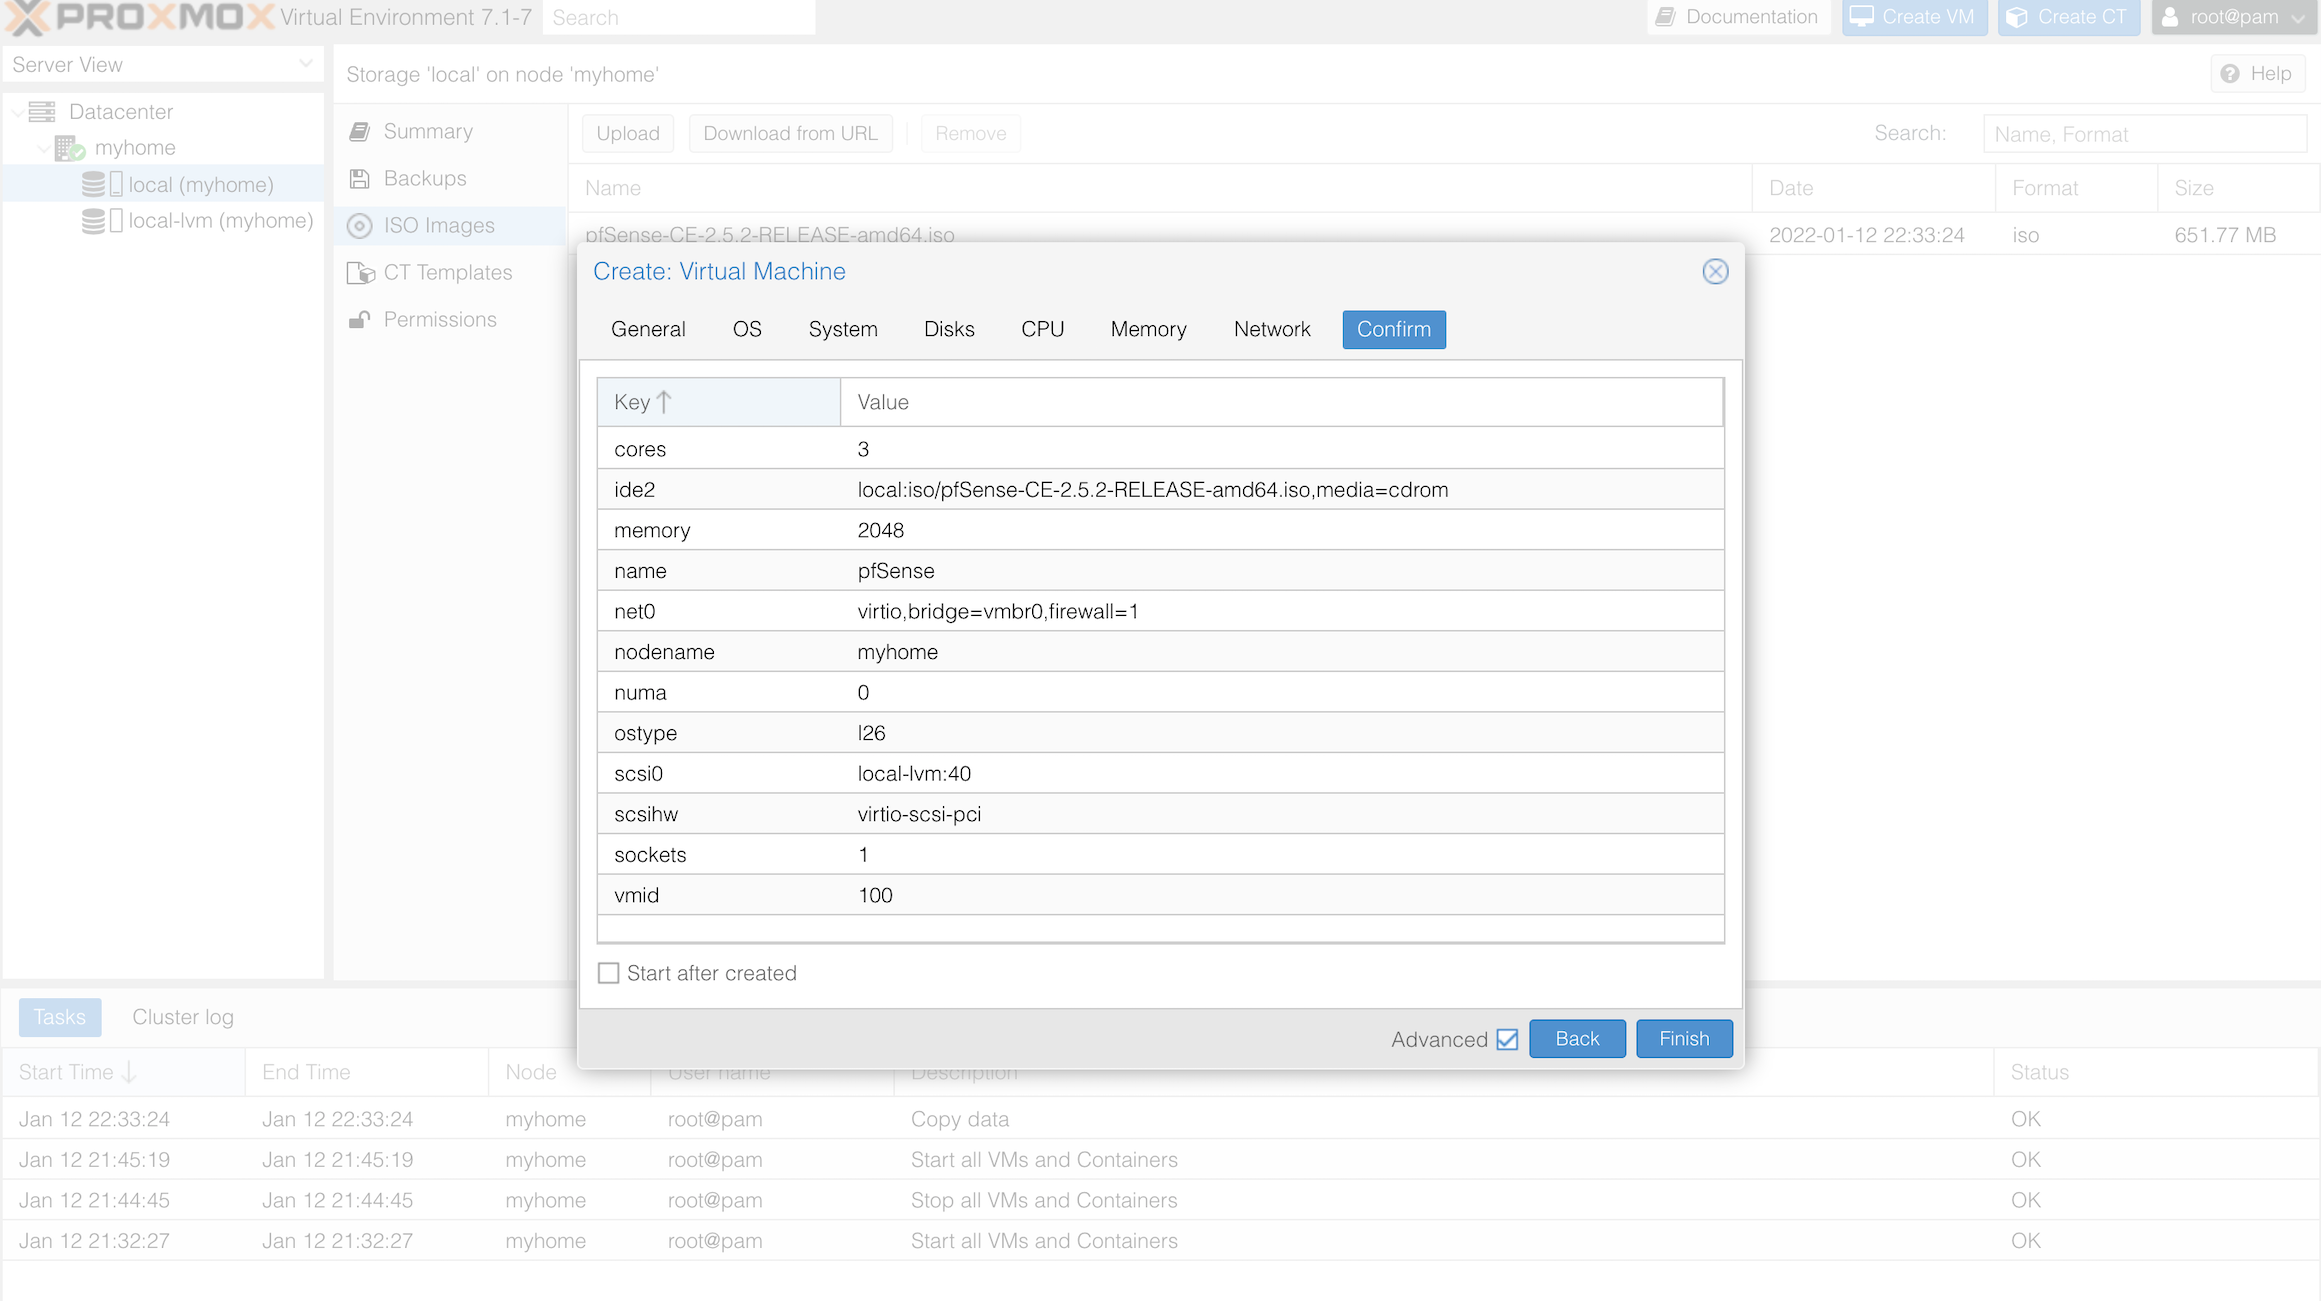 PROXMOX Virtual Environment 7.1-7 Search Documentation Create VM Create CT root@pam
Server View
Storage 'local' on node 'myhome' Help
Datacenter
myhome
local (myhome)
local-lvm (myhome)
Summary
Backups
ISO Images
CT Templates
Permissions
Upload Download from URL Remove Search: Name, Format
Name Date Format Size
pfSense-CE-2.5.2-RELEASE-amd64.iso 2022-01-12 22:33:24 iso 651.77 MB
Create: Virtual Machine
General OS System Disks CPU Memory Network Confirm
Key Value
cores 3
ide2 local:iso/pfSense-CE-2.5.2-RELEASE-amd64.iso,media=cdrom
memory 2048
name pfSense
net0 virtio,bridge=vmbr0,firewall=1
nodename myhome
numa 0
ostype l26
scsi0 local-lvm:40
scsihw virtio-scsi-pci
sockets 1
vmid 100
Start after created
Advanced Back Finish
Tasks Cluster log
Start Time End Time Node User name Description Status
Jan 12 22:33:24 Jan 12 22:33:24 myhome root@pam Copy data OK
Jan 12 21:45:19 Jan 12 21:45:19 myhome root@pam Start all VMs and Containers OK
Jan 12 21:44:45 Jan 12 21:44:45 myhome root@pam Stop all VMs and Containers OK
Jan 12 21:32:27 Jan 12 21:32:27 myhome root@pam Start all VMs and Containers OK